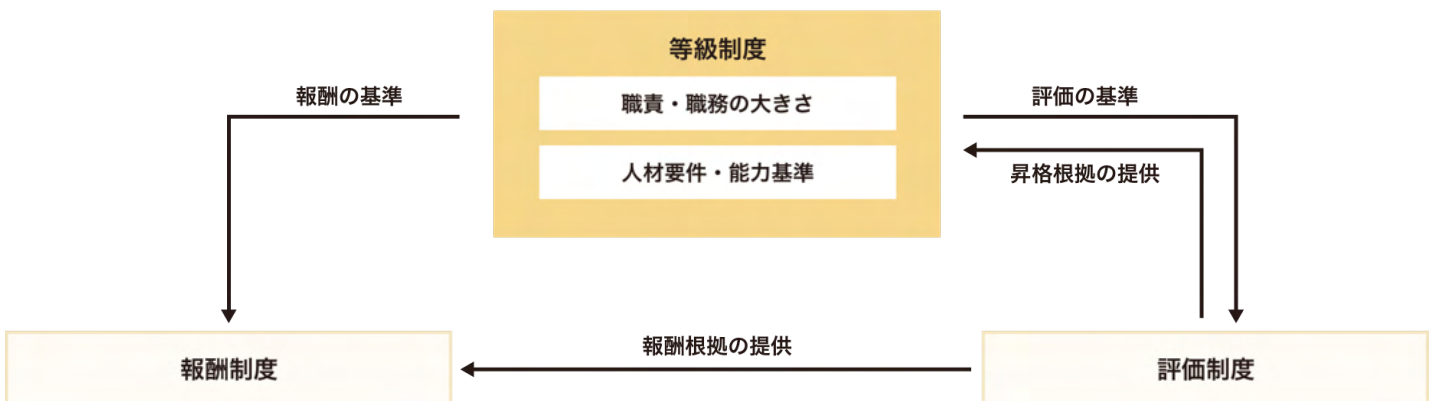 等級制度
報酬の基準
職責・職務の大きさ
評価の基準
人材要件・能力基準
昇格根拠の提供
報酬制度
報酬根拠の提供
評価制度